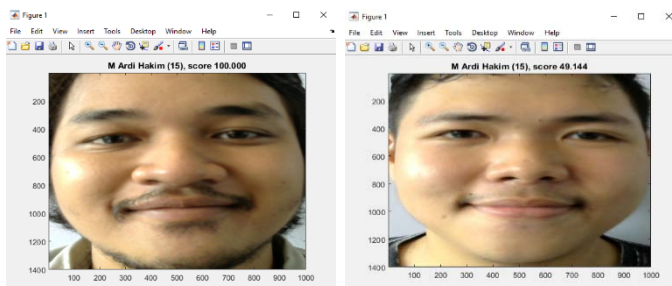 Figure 1
File Edit View Insert Tools Desktop Window Help
M Ardi Hakim (15), score 100.000
200
400
600
800
1000
1200
1400
100 200 300 400 500 600 700 800 900 1000
Figure 1
File Edit View Insert Tools Desktop Window Help
M Ardi Hakim (15), score 49.144
200
400
600
800
1000
1200
1400
100 200 300 400 500 600 700 800 900 1000